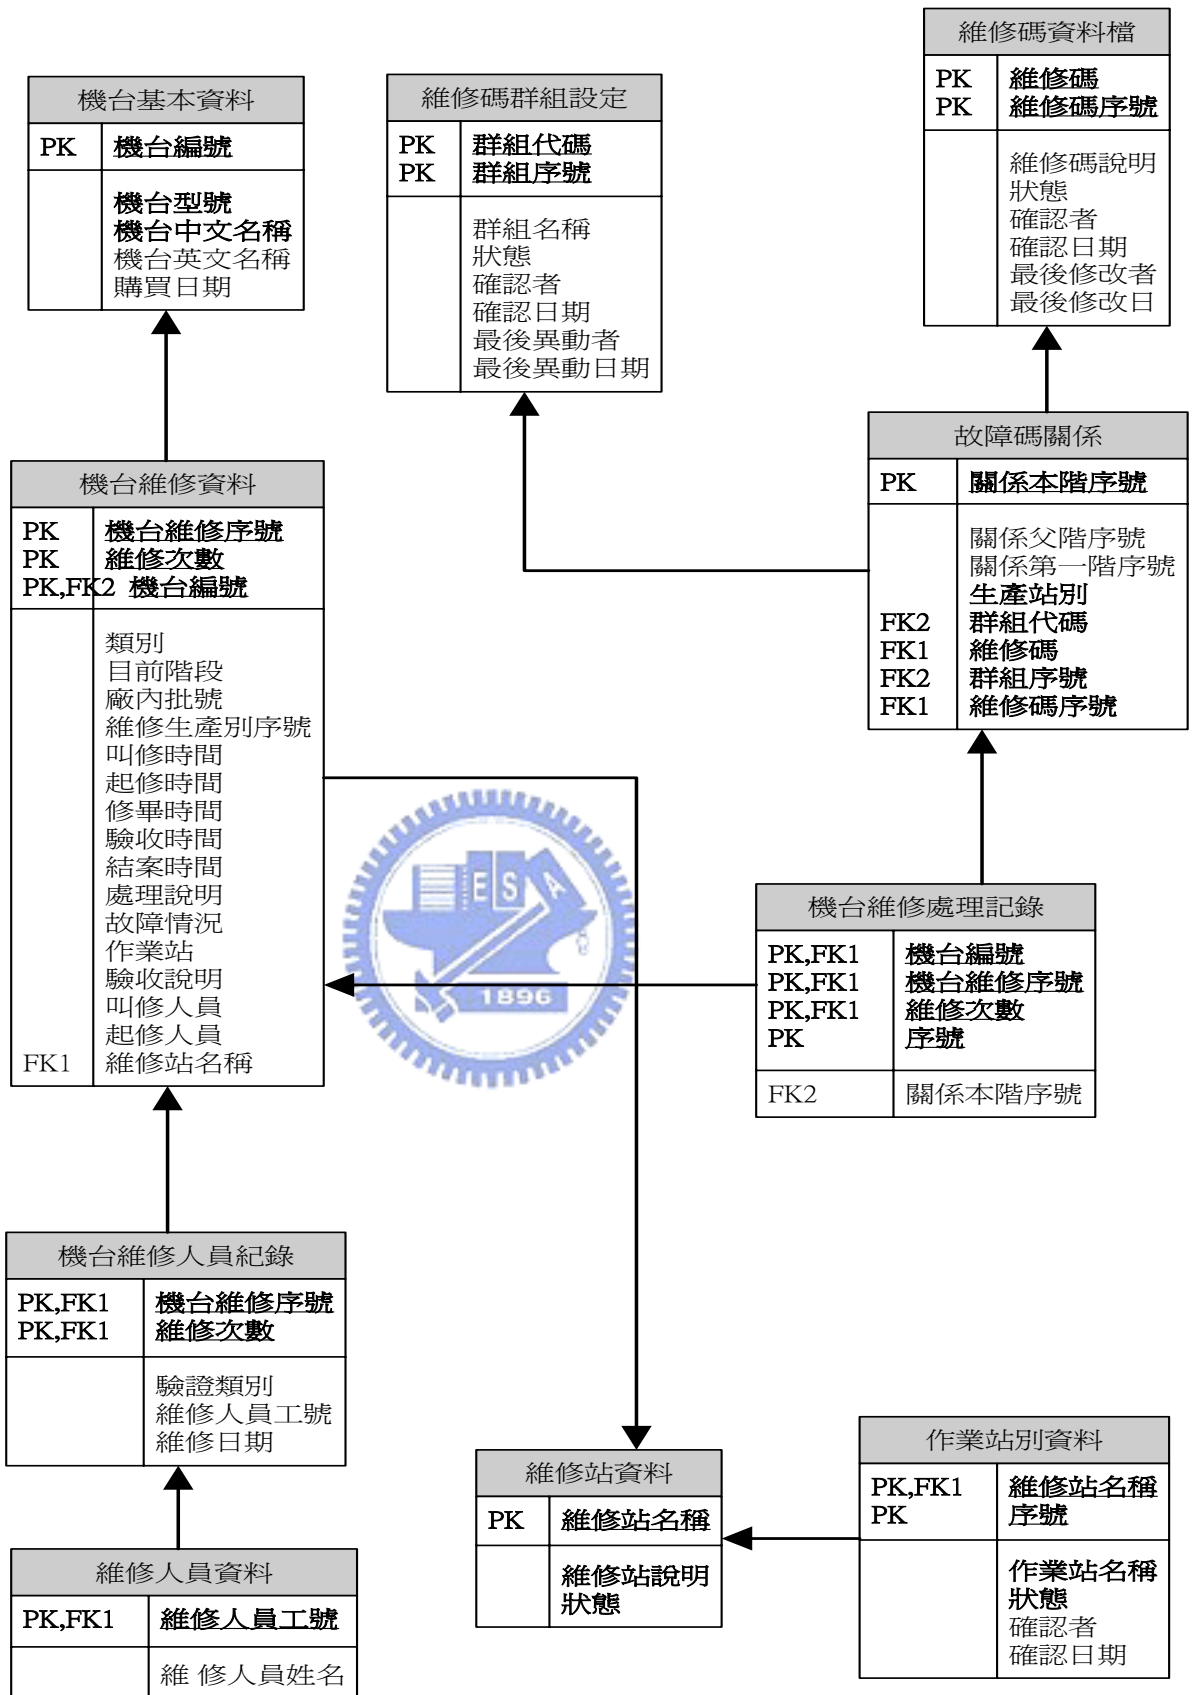 維修碼資料檔
PK 維修碼
PK 維修碼序號
維修碼說明
狀態
確認者
確認日期
最後修改者
最後修改日
機台基本資料
PK 機台編號
機台型號
機台中文名稱
機台英文名稱
購買日期
維修碼群組設定
PK 群組代碼
PK 群組序號
群組名稱
狀態
確認者
確認日期
最後異動者
最後異動日期
故障碼關係
PK 關係本階序號
關係父階序號
關係第一階序號
生產站別
FK2 群組代碼
FK1 維修碼
FK2 群組序號
FK1 維修碼序號
機台維修資料
PK 機台維修序號
PK 維修次數
PK,FK2 機台編號
類別
目前階段
廠內批號
維修生產別序號
叫修時間
起修時間
修畢時間
驗收時間
結案時間
處理說明
故障情況
作業站
驗收說明
叫修人員
起修人員
FK1 維修站名稱
ESA
1896
機台維修處理記錄
PK,FK1 機台編號
PK,FK1 機台維修序號
PK,FK1 維修次數
PK 序號
FK2 關係本階序號
機台維修人員紀錄
PK,FK1 機台維修序號
PK,FK1 維修次數
驗證類別
維修人員工號
維修日期
維修站資料
PK 維修站名稱
維修站說明
狀態
作業站別資料
PK,FK1 維修站名稱
PK 序號
作業站名稱
狀態
確認者
確認日期
維修人員資料
PK,FK1 維修人員工號
維 修人員姓名